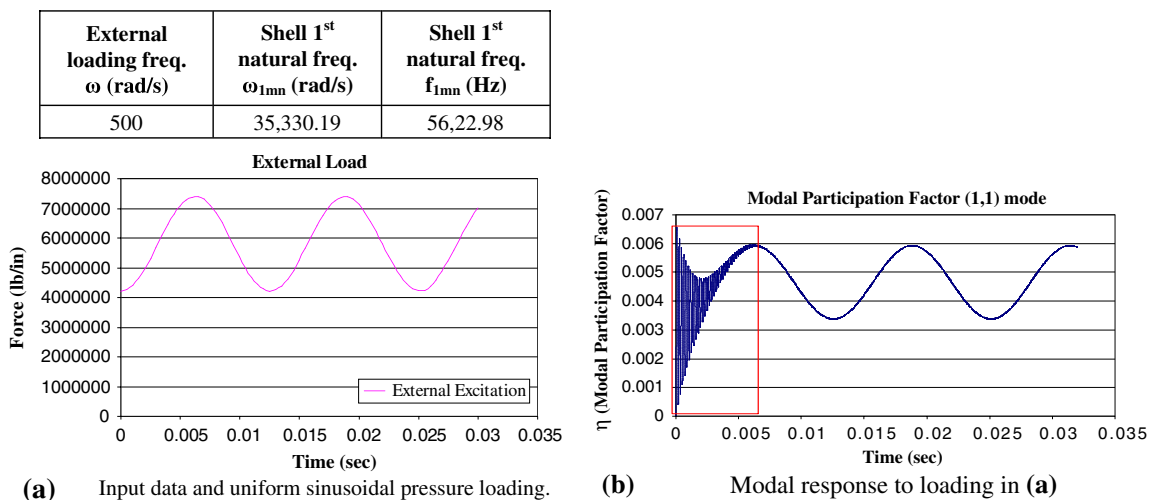 External loading freq. ω (rad/s)
Shell 1st natural freq. ω1mn (rad/s)
Shell 1st natural freq. f1mn (Hz)
500
35,330.19
56,22.98
External Load
8000000
7000000
6000000
5000000
4000000
3000000
2000000
1000000
0
Force (lb/in)
External Excitation
0 0.005 0.01 0.015 0.02 0.025 0.03 0.035
Time (sec)
(a) Input data and uniform sinusoidal pressure loading.
Modal Participation Factor (1,1) mode
0.007
0.006
0.005
0.004
0.003
0.002
0.001
0
η (Modal Participation Factor)
0 0.005 0.01 0.015 0.02 0.025 0.03 0.035
Time (sec)
(b) Modal response to loading in (a)